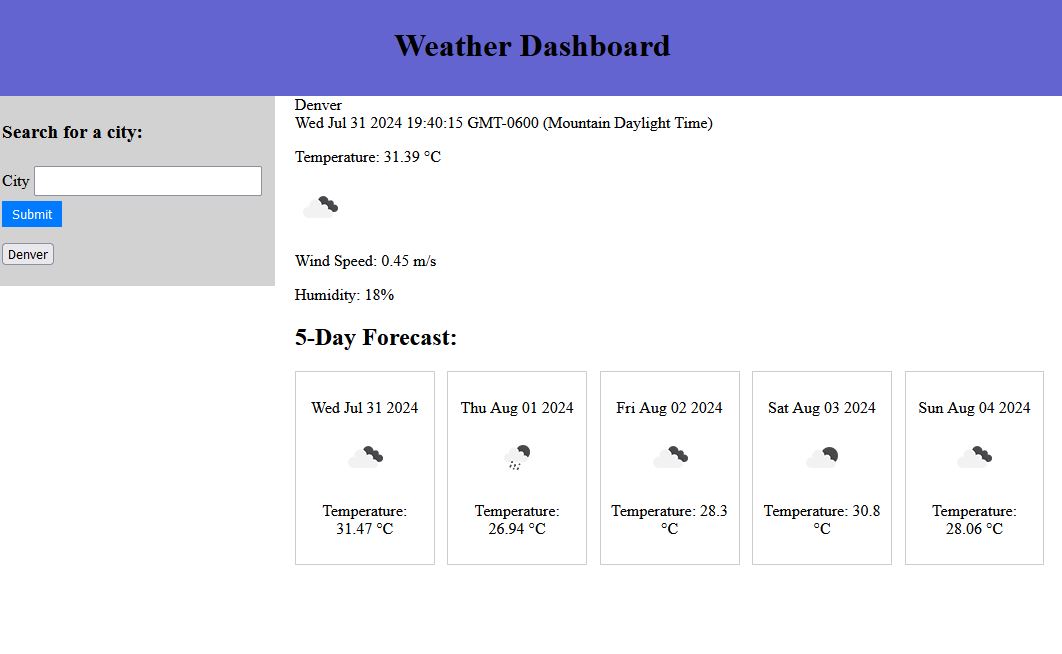 Weather Dashboard
Search for a city:
City
Submit
Denver
Denver
Wed Jul 31 2024 19:40:15 GMT-0600 (Mountain Daylight Time)
Temperature: 31.39 °C
Wind Speed: 0.45 m/s
Humidity: 18%
5-Day Forecast:
Wed Jul 31 2024
Temperature:
31.47 °C
Thu Aug 01 2024
Temperature:
26.94 °C
Fri Aug 02 2024
Temperature: 28.3
°C
Sat Aug 03 2024
Temperature: 30.8
°C
Sun Aug 04 2024
Temperature:
28.06 °C